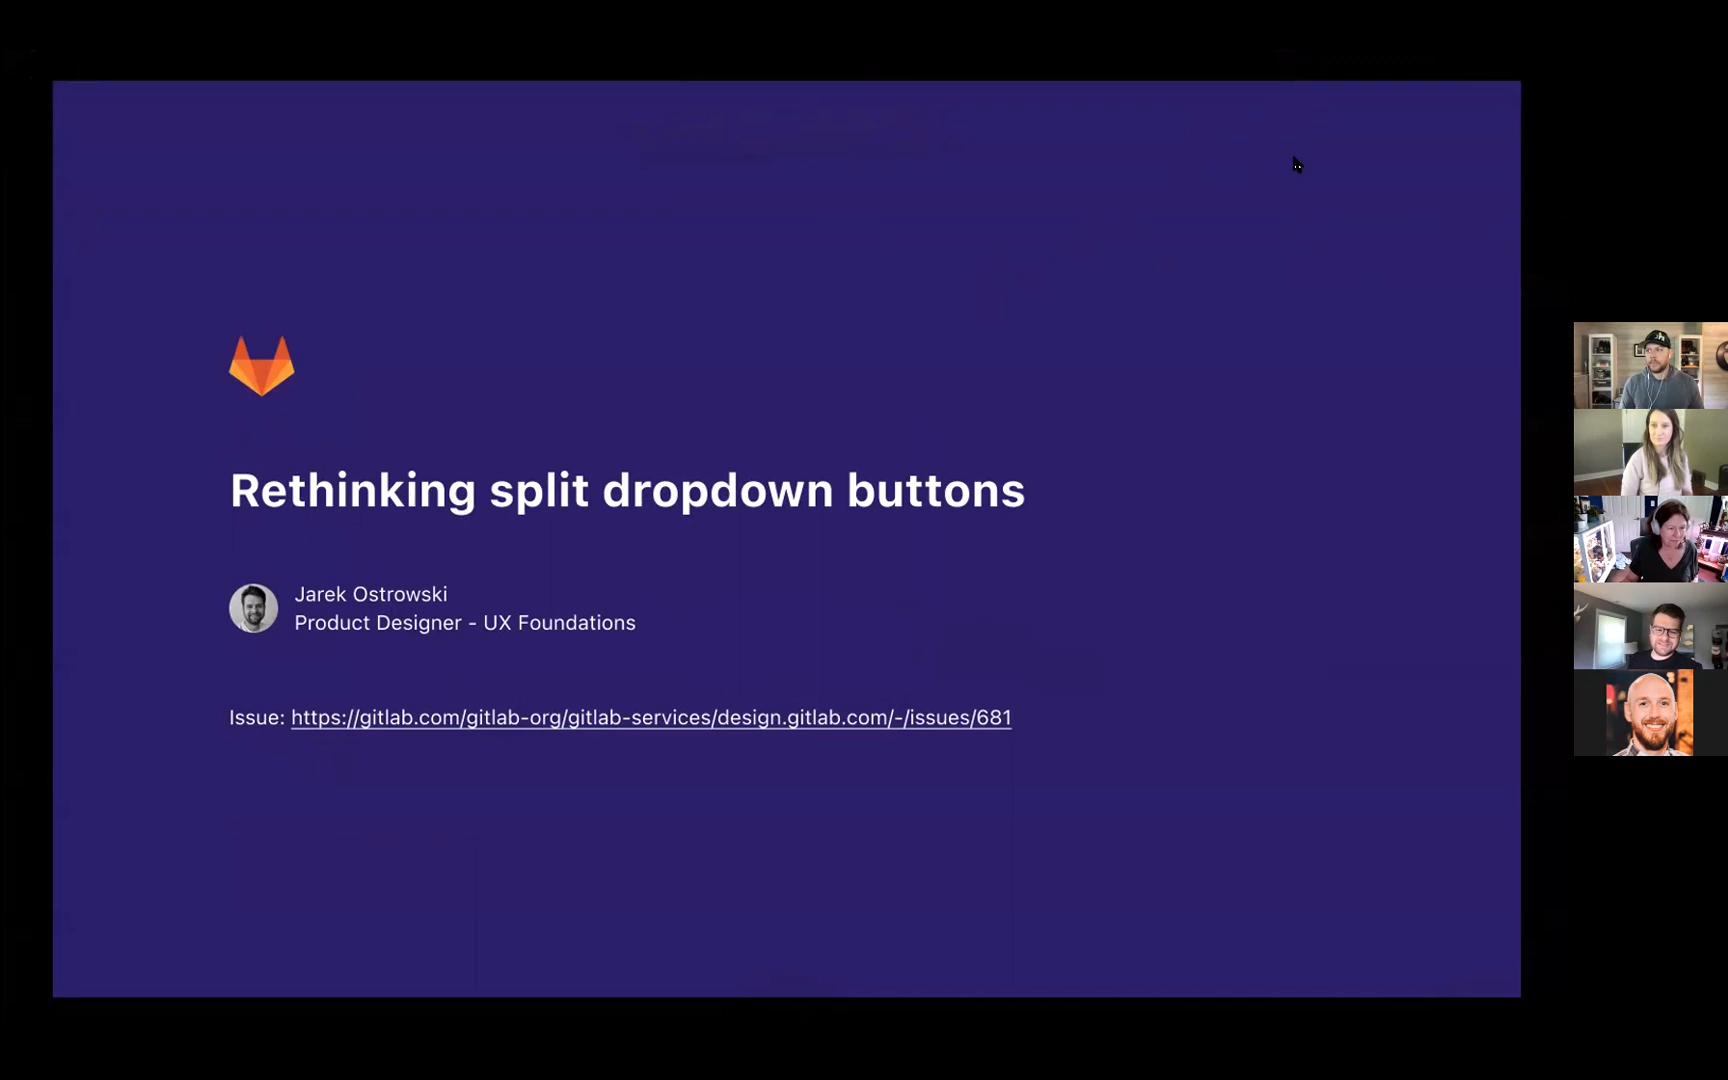 Rethinking split dropdown buttons
Jarek Ostrowski
Product Designer - UX Foundations
Issue: https://gitlab.com/gitlab-org/gitlab-services/design.gitlab.com/-/issues/681